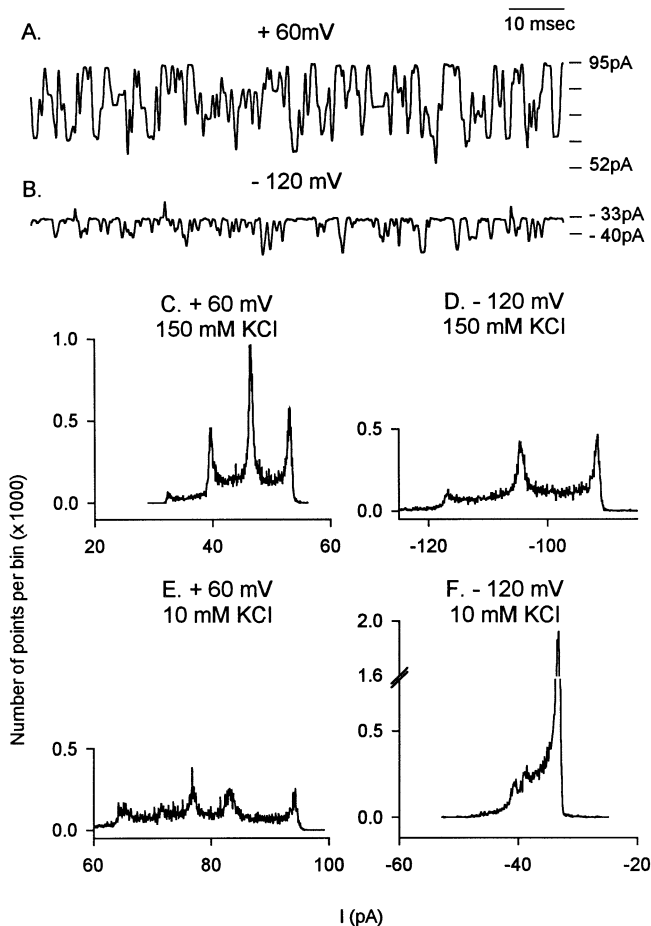 A.
+ 60mV
10 msec
95pA
52pA
B.
- 120 mV
- 33pA
- 40pA
C. + 60 mV
150 mM KCl
D. - 120 mV
150 mM KCl
1.0
0.5
0.0
20
40
60
0.5
0.0
-120
-100
E. + 60 mV
10 mM KCl
F. - 120 mV
10 mM KCl
0.5
0.0
60
80
100
2.0
1.6
0.5
0.0
-60
-40
-20
Number of points per bin (x1000)
I (pA)